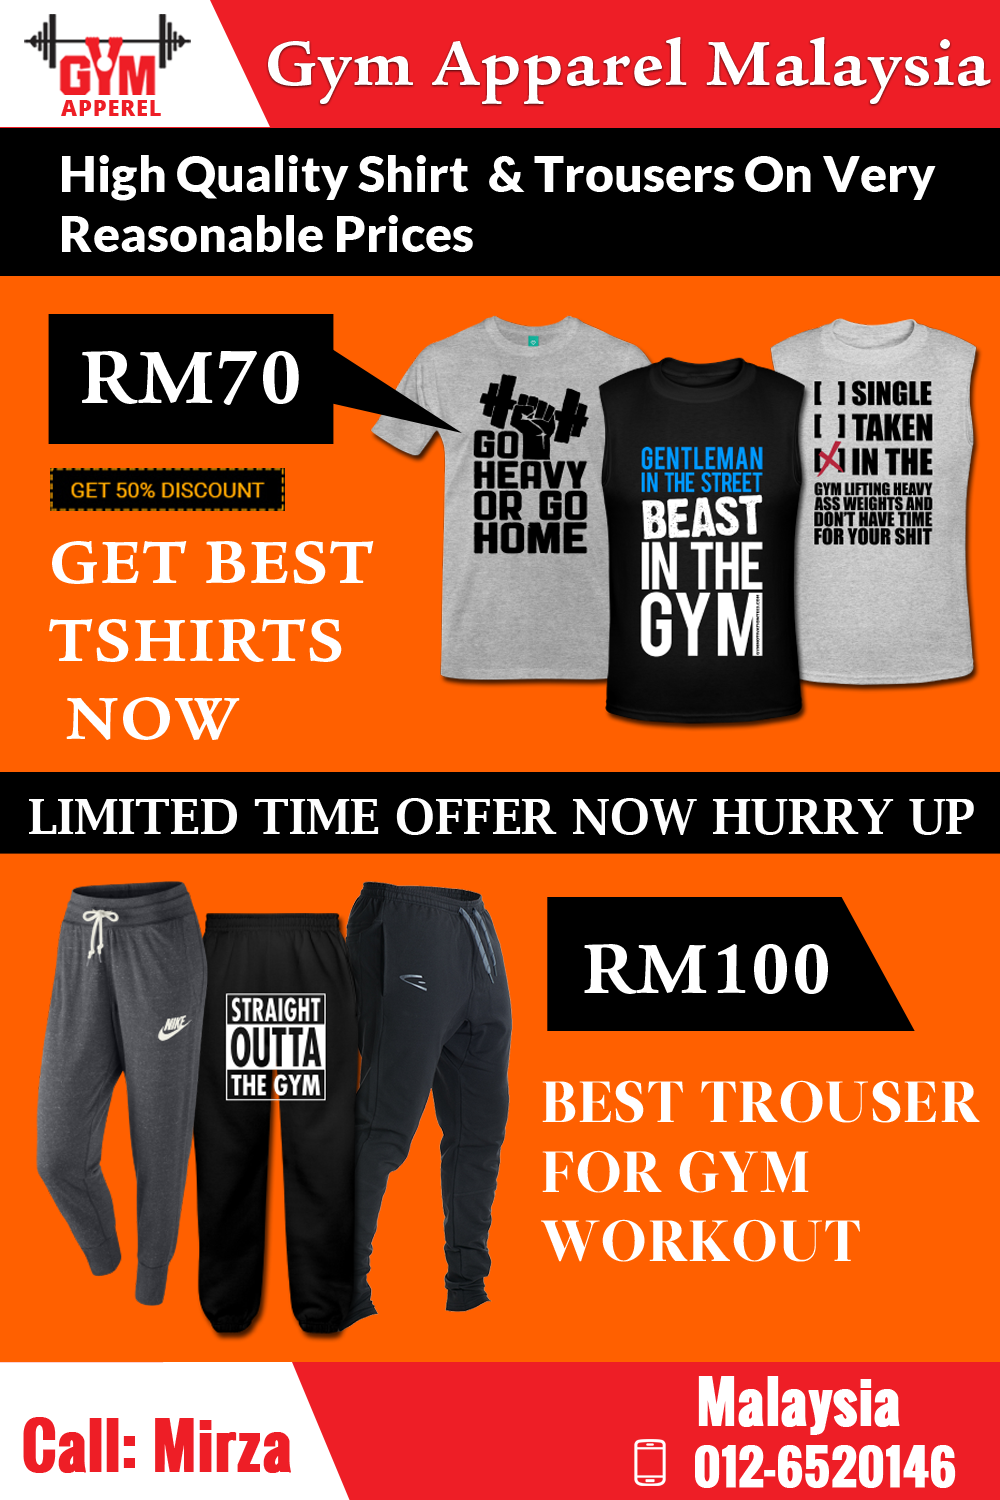 GYM
APPEREL
Gym Apparel Malaysia
High Quality Shirt & Trousers On Very
Reasonable Prices
RM70
GET 50% DISCOUNT
GET BEST
TSHIRTS
NOW
GO
HEAVY
OR GO
HOME
GENTLEMAN
IN THE STREET
BEAST
IN THE
GYM
[ ] SINGLE
[ ] TAKEN
[X] IN THE
GYM LIFTING HEAVY
ASS WEIGHTS AND
DON'T HAVE TIME
FOR YOUR SHIT
LIMITED TIME OFFER NOW HURRY UP
NIKE
STRAIGHT
OUTTA
THE GYM
RM100
BEST TROUSER
FOR GYM
WORKOUT
Call: Mirza
Malaysia
012-6520146